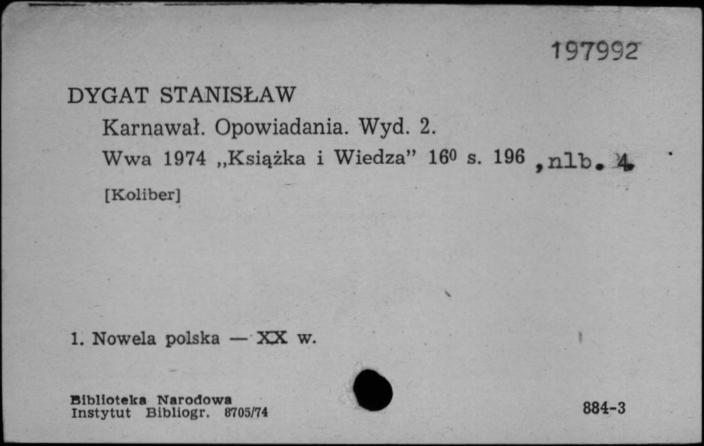 197992
DYGAT STANISŁAW
Karnawał. Opowiadania. Wyd. 2.
Wwa 1974 „Książka i Wiedza” 16⁰ s. 196 , nlb. 4.
[Koliber]
1. Nowela polska — XX w.
Biblioteka Narodowa
Instytut Bibliogr. 8705/74
884-3